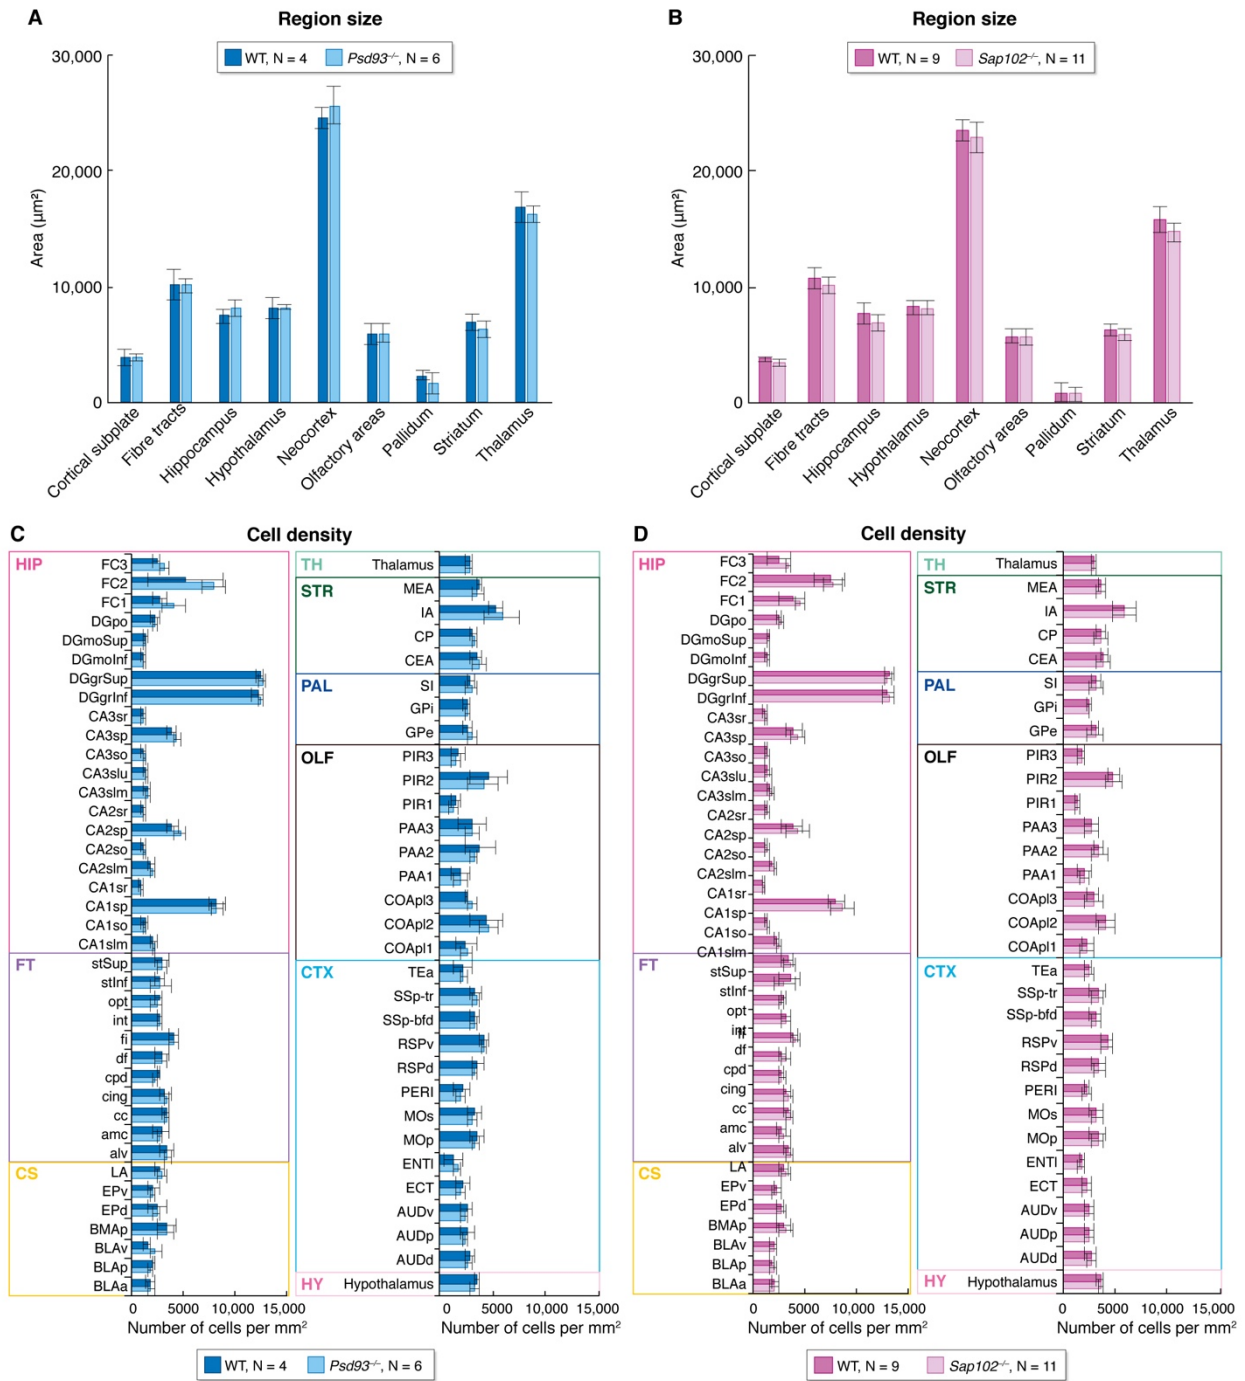 A
Region size
WT, N = 4
Psd93⁻/⁻, N = 6
Area (µm²)
30,000
20,000
10,000
0
Cortical subplate
Fibre tracts
Hippocampus
Hypothalamus
Neocortex
Olfactory areas
Pallidum
Striatum
Thalamus
B
Region size
WT, N = 9
Sap102⁻/⁻, N = 11
Area (µm²)
30,000
20,000
10,000
0
Cortical subplate
Fibre tracts
Hippocampus
Hypothalamus
Neocortex
Olfactory areas
Pallidum
Striatum
Thalamus
C
Cell density
HIP
FC3
FC2
FC1
DGpo
DGmoSup
DGmoInf
DGgrSup
DGgrInf
CA3sr
CA3sp
CA3so
CA3slu
CA3slm
CA2sr
CA2sp
CA2so
CA2slm
CA1sr
CA1sp
CA1so
CA1slm
FT
stSup
stInf
opt
int
fi
df
cpd
cing
cc
amc
alv
CS
LA
EPv
EPd
BMAp
BLAv
BLAp
BLAa
0 5000 10,000 15,000
Number of cells per mm²
TH
Thalamus
STR
MEA
IA
CP
CEA
PAL
SI
GPi
GPe
OLF
PIR3
PIR2
PIR1
PAA3
PAA2
PAA1
COApl3
COApl2
COApl1
CTX
TEa
SSp-tr
SSp-bfd
RSPv
RSPd
PERI
MOs
MOp
ENTl
ECT
AUDv
AUDp
AUDd
HY
Hypothalamus
0 5000 10,000 15,000
Number of cells per mm²
WT, N = 4
Psd93⁻/⁻, N = 6
D
Cell density
HIP
FC3
FC2
FC1
DGpo
DGmoSup
DGmoInf
DGgrSup
DGgrInf
CA3sr
CA3sp
CA3so
CA3slu
CA3slm
CA2sr
CA2sp
CA2so
CA2slm
CA1sr
CA1sp
CA1so
CA1slm
FT
stSup
stInf
opt
int
fi
df
cpd
cing
cc
amc
alv
CS
LA
EPv
EPd
BMAp
BLAv
BLAp
BLAa
0 5000 10,000 15,000
Number of cells per mm²
TH
Thalamus
STR
MEA
IA
CP
CEA
PAL
SI
GPi
GPe
OLF
PIR3
PIR2
PIR1
PAA3
PAA2
PAA1
COApl3
COApl2
COApl1
CTX
TEa
SSp-tr
SSp-bfd
RSPv
RSPd
PERI
MOs
MOp
ENTl
ECT
AUDv
AUDp
AUDd
HY
Hypothalamus
0 5000 10,000 15,000
Number of cells per mm²
WT, N = 9
Sap102⁻/⁻, N = 11